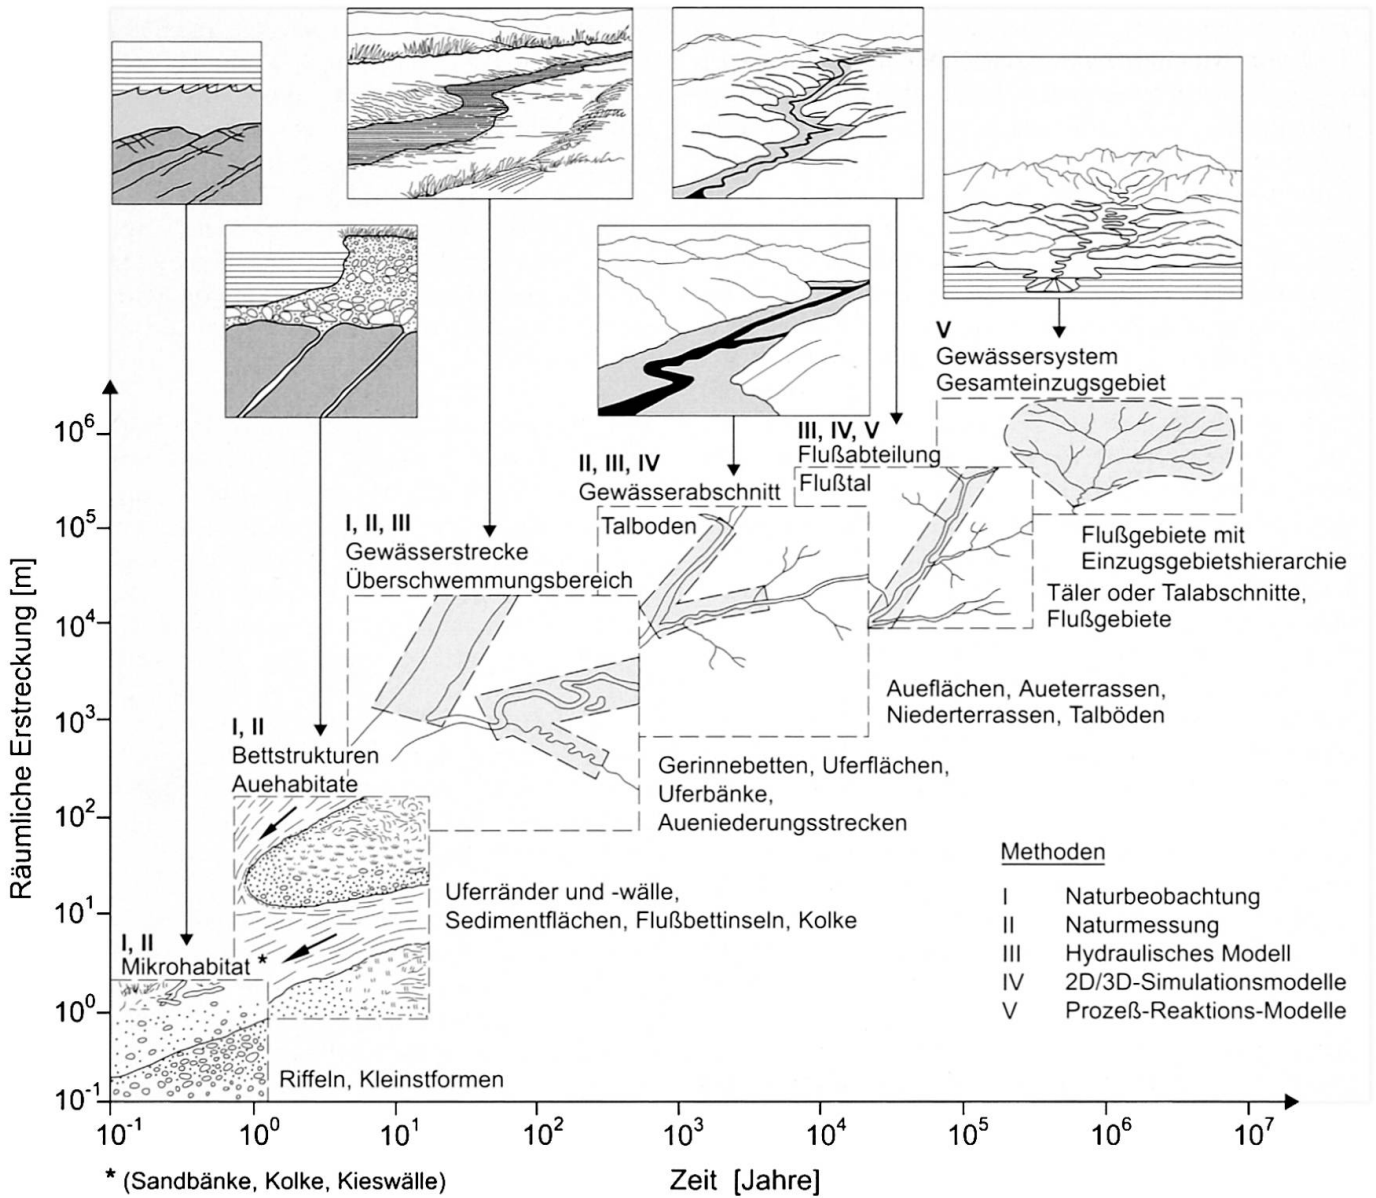 V
Gewässersystem
Gesamteinzugsgebiet
III, IV, V
Flußabteilung
Flußtal
II, III, IV
Gewässerabschnitt
Talboden
I, II, III
Gewässerstrecke
Überschwemmungsbereich
I, II
Bettstrukturen
Auehabitate
I, II
Mikrohabitat *
Flußgebiete mit
Einzugsgebietshierarchie
Täler oder Talabschnitte,
Flußgebiete
Aueflächen, Aueterrassen,
Niederterrassen, Talböden
Gerinnebetten, Uferflächen,
Uferbänke,
Aueniederungsstrecken
Uferränder und -wälle,
Sedimentflächen, Flußbettinseln, Kolke
Riffeln, Kleinstformen
Methoden
I Naturbeobachtung
II Naturmessung
III Hydraulisches Modell
IV 2D/3D-Simulationsmodelle
V Prozeß-Reaktions-Modelle
Räumliche Erstreckung [m]
10⁶
10⁵
10⁴
10³
10²
10¹
10⁰
10⁻¹
10⁻¹ 10⁰ 10¹ 10² 10³ 10⁴ 10⁵ 10⁶ 10⁷
* (Sandbänke, Kolke, Kieswälle)
Zeit [Jahre]